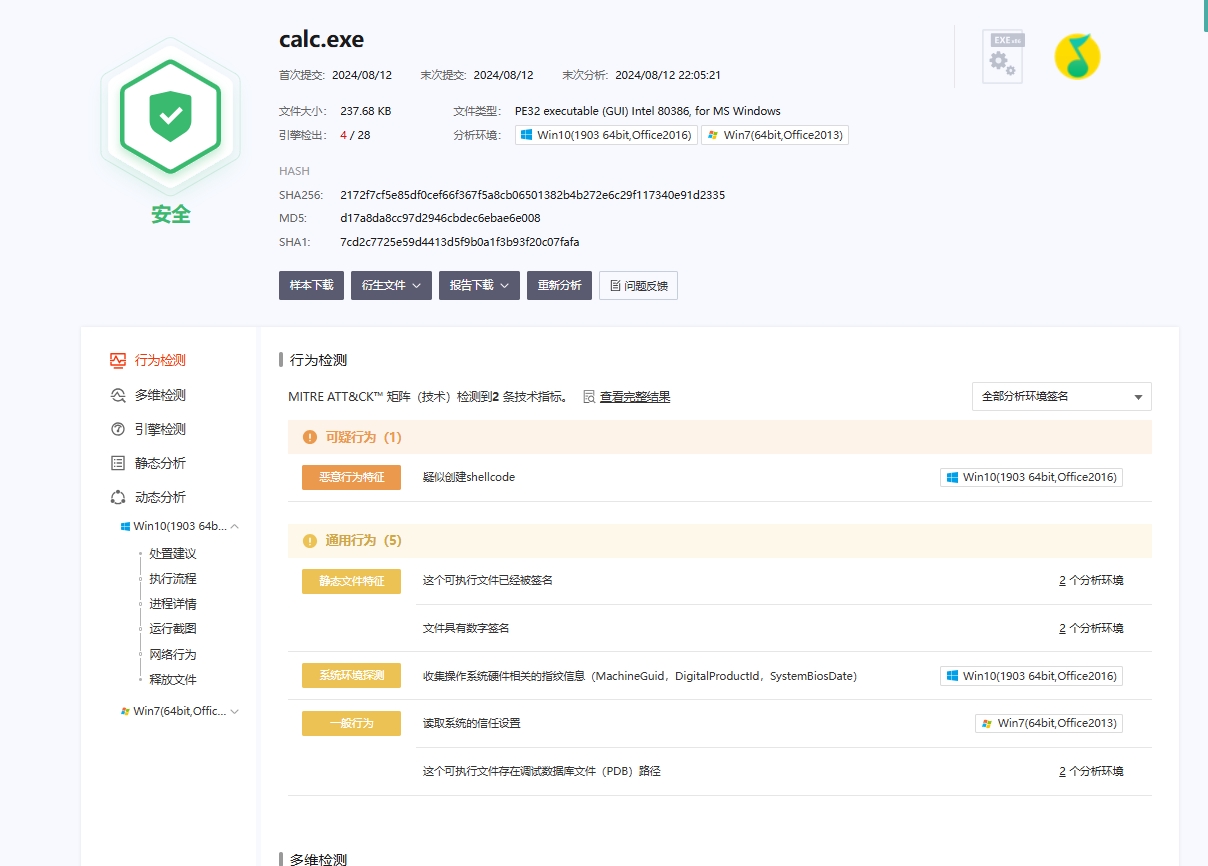 calc.exe
首次提交: 2024/08/12 末次提交: 2024/08/12 末次分析: 2024/08/12 22:05:21
文件大小: 237.68 KB 文件类型: PE32 executable (GUI) Intel 80386, for MS Windows
引擎检出: 4 / 28 分析环境: Win10(1903 64bit,Office2016) Win7(64bit,Office2013)
EXE x86
安全
HASH
SHA256: 2172f7cf5e85df0cef66f367f5a8cb06501382b4b272e6c29f117340e91d2335
MD5: d17a8da8cc97d2946cbdec6ebae6e008
SHA1: 7cd2c7725e59d4413d5f9b0a1f3b93f20c07fafa
样本下载 衍生文件 报告下载 重新分析 问题反馈
行为检测
多维检测
引擎检测
静态分析
动态分析
Win10(1903 64b...
处置建议
执行流程
进程详情
运行截图
网络行为
释放文件
Win7(64bit,Offic...
行为检测
MITRE ATT&CK™ 矩阵（技术）检测到2 条技术指标。 查看完整结果 全部分析环境签名
可疑行为（1）
恶意行为特征 疑似创建shellcode Win10(1903 64bit,Office2016)
通用行为（5）
静态文件特征 这个可执行文件已经被签名 2 个分析环境
文件具有数字签名 2 个分析环境
系统环境探测 收集操作系统硬件相关的指纹信息（MachineGuid，DigitalProductId，SystemBiosDate) Win10(1903 64bit,Office2016)
一般行为 读取系统的信任设置 Win7(64bit,Office2013)
这个可执行文件存在调试数据库文件（PDB）路径 2 个分析环境
多维检测